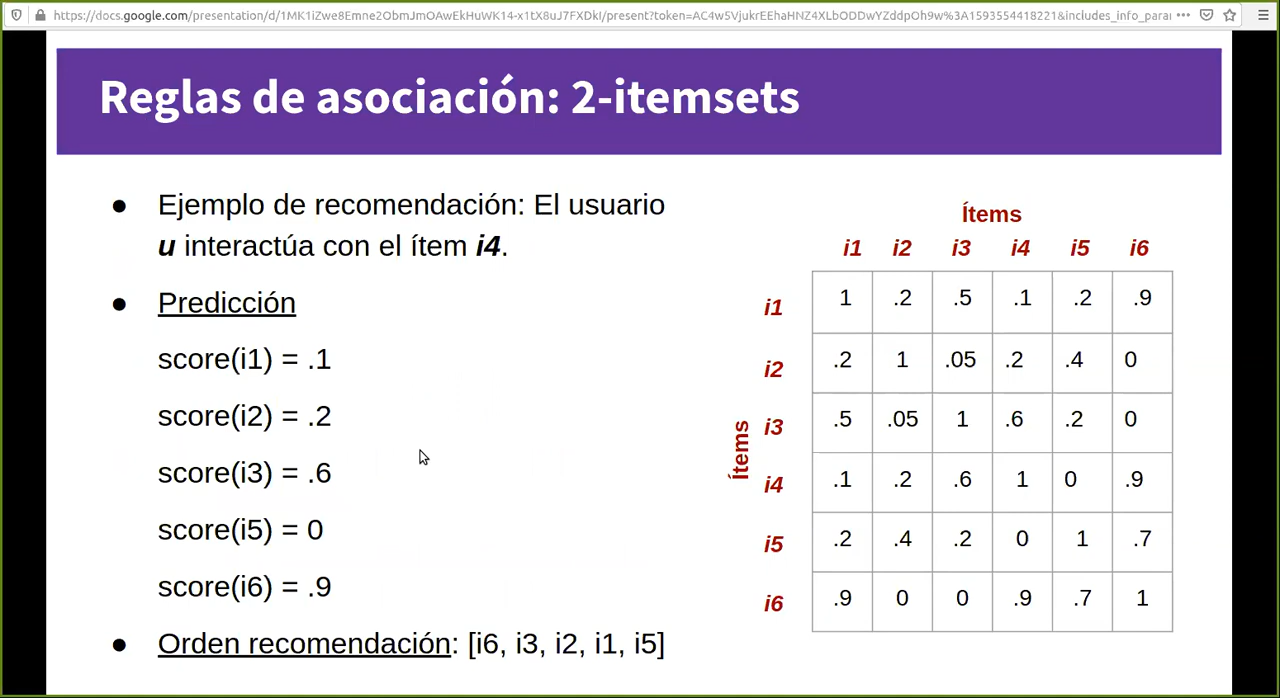 https://docs.google.com/presentation/d/1MK1iZwe8Emne2ObmJmOAwEkHuWK14-x1tX8uJ7FXDkI/present?token=AC4w5VjukrEEhaHNZ4XLbODDwYZddpOh9w%3A1593554418221&includes_info_para
Reglas de asociación: 2-itemsets
● Ejemplo de recomendación: El usuario
u interactúa con el ítem i4.
● Predicción
score(i1) = .1
score(i2) = .2
score(i3) = .6
score(i5) = 0
score(i6) = .9
● Orden recomendación: [i6, i3, i2, i1, i5]
Ítems
i1 i2 i3 i4 i5 i6
Ítems
i1 1 .2 .5 .1 .2 .9
i2 .2 1 .05 .2 .4 0
i3 .5 .05 1 .6 .2 0
i4 .1 .2 .6 1 0 .9
i5 .2 .4 .2 0 1 .7
i6 .9 0 0 .9 .7 1